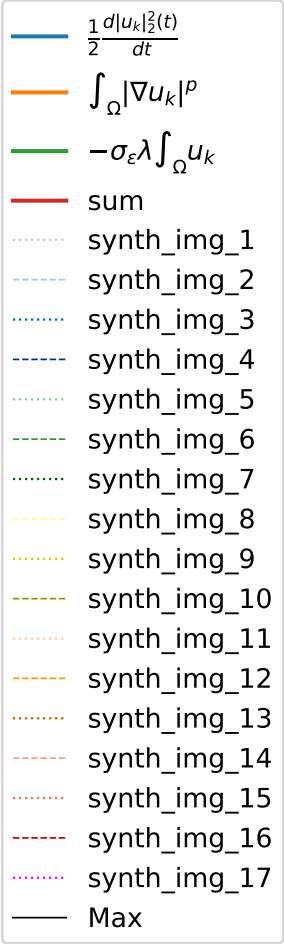 $\frac{1}{2}\frac{d|u_k|_2^2(t)}{dt}$
$\int_\Omega |\nabla u_k|^p$
$-\sigma_\varepsilon \lambda \int_\Omega u_k$
sum
synth_img_1
synth_img_2
synth_img_3
synth_img_4
synth_img_5
synth_img_6
synth_img_7
synth_img_8
synth_img_9
synth_img_10
synth_img_11
synth_img_12
synth_img_13
synth_img_14
synth_img_15
synth_img_16
synth_img_17
Max